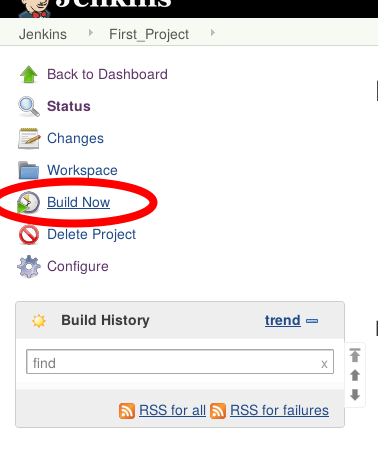 Jenkins
Jenkins First_Project
Back to Dashboard
Status
Changes
Workspace
Build Now
Delete Project
Configure
Build History trend
find x
RSS for all RSS for failures